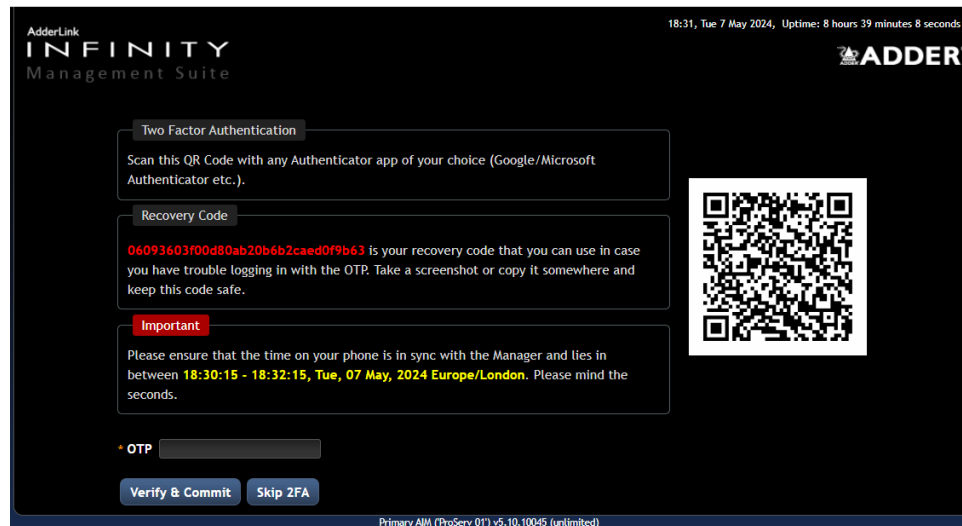 18:31, Tue 7 May 2024, Uptime: 8 hours 39 minutes 8 seconds
AdderLink
INFINITY
Management Suite
ADDER
Two Factor Authentication
Scan this QR Code with any Authenticator app of your choice (Google/Microsoft
Authenticator etc.).
Recovery Code
06093603f00d80ab20b6b2caed0f9b63 is your recovery code that you can use in case
you have trouble logging in with the OTP. Take a screenshot or copy it somewhere and
keep this code safe.
Important
Please ensure that the time on your phone is in sync with the Manager and lies in
between 18:30:15 - 18:32:15, Tue, 07 May, 2024 Europe/London. Please mind the
seconds.
* OTP
Verify & Commit Skip 2FA
Primary AIM ('ProServ 01') v5.10.10045 (unlimited)